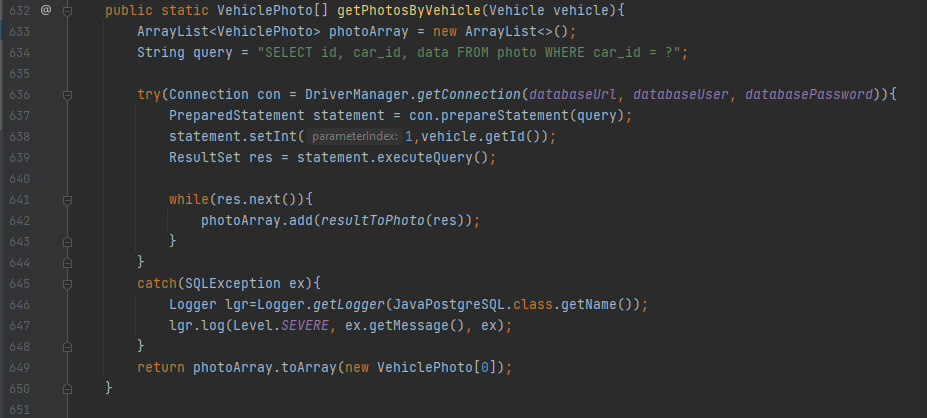 632 @ public static VehiclePhoto[] getPhotosByVehicle(Vehicle vehicle){
633 ArrayList<VehiclePhoto> photoArray = new ArrayList<>();
634 String query = "SELECT id, car_id, data FROM photo WHERE car_id = ?";
635
636 try(Connection con = DriverManager.getConnection(databaseUrl, databaseUser, databasePassword)){
637 PreparedStatement statement = con.prepareStatement(query);
638 statement.setInt( parameterIndex: 1,vehicle.getId());
639 ResultSet res = statement.executeQuery();
640
641 while(res.next()){
642 photoArray.add(resultToPhoto(res));
643 }
644 }
645 catch(SQLException ex){
646 Logger lgr=Logger.getLogger(JavaPostgreSQL.class.getName());
647 lgr.log(Level.SEVERE, ex.getMessage(), ex);
648 }
649 return photoArray.toArray(new VehiclePhoto[0]);
650 }
651